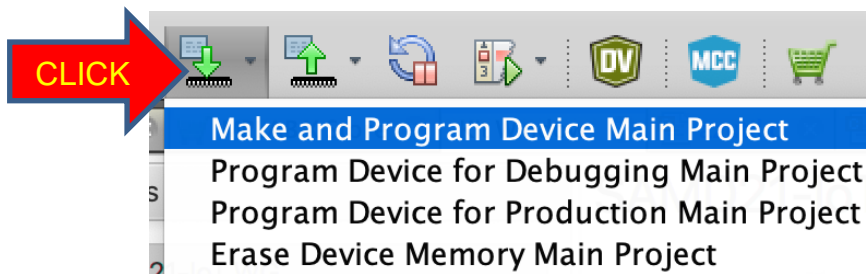 CLICK
3
DV
MCC
Make and Program Device Main Project
Program Device for Debugging Main Project
s
Program Device for Production Main Project
Erase Device Memory Main Project